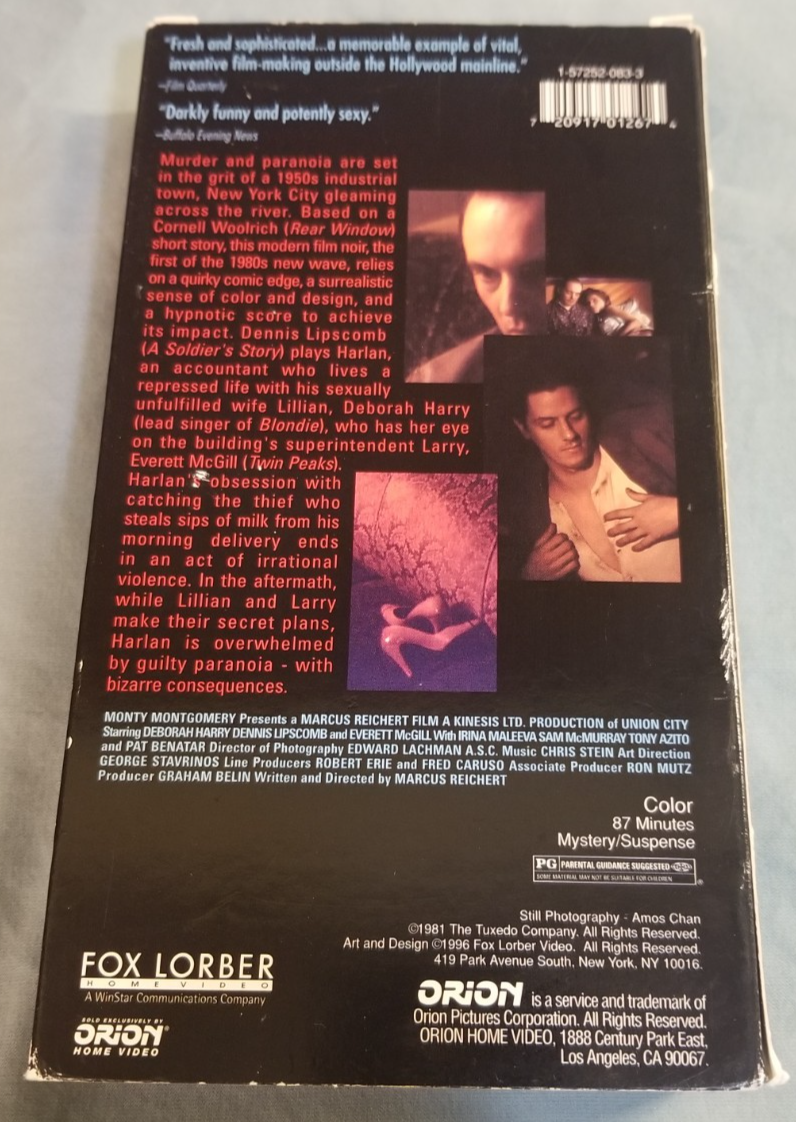 "Fresh and sophisticated...a memorable example of vital,
inventive film-making outside the Hollywood mainline."
—Film Quarterly
"Darkly funny and potently sexy."
—Buffalo Evening News
1-57252-083-3
7 20917 01267 4
Murder and paranoia are set
in the grit of a 1950s industrial
town, New York City gleaming
across the river. Based on a
Cornell Woolrich (Rear Window)
short story, this modern film noir, the
first of the 1980s new wave, relies
on a quirky comic edge, a surrealistic
sense of color and design, and
a hypnotic score to achieve
its impact. Dennis Lipscomb
(A Soldier's Story) plays Harlan,
an accountant who lives a
repressed life with his sexually
unfulfilled wife Lillian, Deborah Harry
(lead singer of Blondie), who has her eye
on the building's superintendent Larry,
Everett McGill (Twin Peaks).
Harlan's obsession with
catching the thief who
steals sips of milk from his
morning delivery ends
in an act of irrational
violence. In the aftermath,
while Lillian and Larry
make their secret plans,
Harlan is overwhelmed
by guilty paranoia - with
bizarre consequences.
MONTY MONTGOMERY Presents a MARCUS REICHERT FILM A KINESIS LTD. PRODUCTION of UNION CITY
Starring DEBORAH HARRY DENNIS LIPSCOMB and EVERETT McGILL With IRINA MALEEVA SAM McMURRAY TONY AZITO
and PAT BENATAR Director of Photography EDWARD LACHMAN A.S.C. Music CHRIS STEIN Art Direction
GEORGE STAVRINOS Line Producers ROBERT ERIE and FRED CARUSO Associate Producer RON MUTZ
Producer GRAHAM BELIN Written and Directed by MARCUS REICHERT
Color
87 Minutes
Mystery/Suspense
PG PARENTAL GUIDANCE SUGGESTED
SOME MATERIAL MAY NOT BE SUITABLE FOR CHILDREN
®
Still Photography - Amos Chan
©1981 The Tuxedo Company. All Rights Reserved.
Art and Design ©1996 Fox Lorber Video. All Rights Reserved.
419 Park Avenue South, New York, NY 10016.
FOX LORBER
HOME VIDEO
A WinStar Communications Company
SOLD EXCLUSIVELY BY
ORION®
HOME VIDEO
ORION is a service and trademark of
Orion Pictures Corporation. All Rights Reserved.
ORION HOME VIDEO, 1888 Century Park East,
Los Angeles, CA 90067.